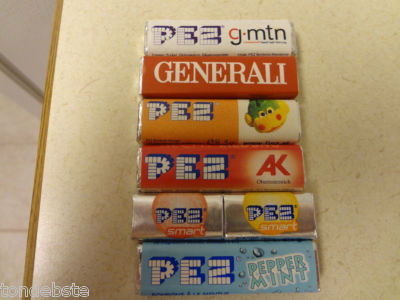 PEZ g·mtn
GENERALI
PEZ
PEZ AK
Oberösterreich
PEZ smart PEZ smart
PEZ PEPPER MINT
tondebste